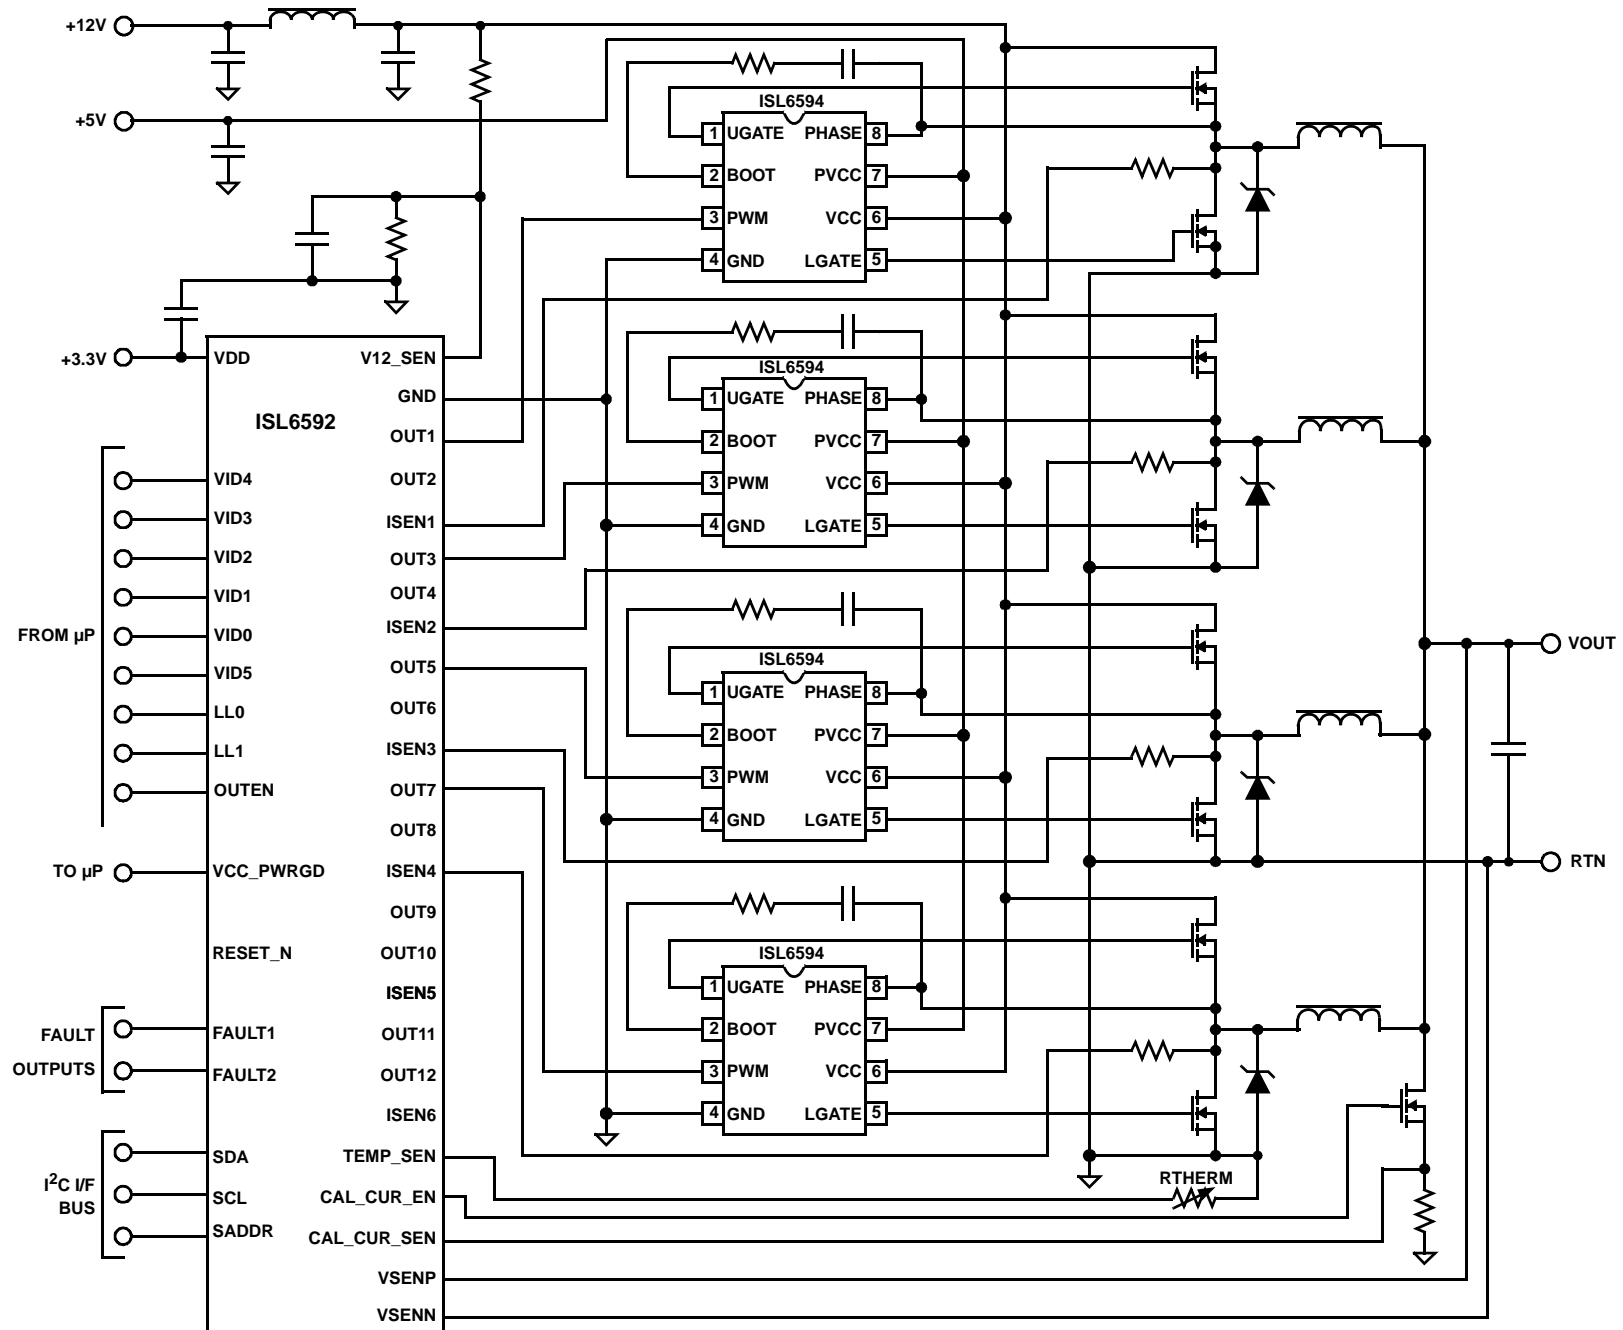 +12V
+5V
+3.3V
ISL6592
VDD
VID4
VID3
VID2
VID1
VID0
VID5
LL0
LL1
OUTEN
VCC_PWRGD
RESET_N
FAULT1
FAULT2
SDA
SCL
SADDR
FROM µP
TO µP
FAULT
OUTPUTS
I2C I/F
BUS
V12_SEN
GND
OUT1
OUT2
ISEN1
OUT3
OUT4
ISEN2
OUT5
OUT6
ISEN3
OUT7
OUT8
ISEN4
OUT9
OUT10
ISEN5
OUT11
OUT12
ISEN6
TEMP_SEN
CAL_CUR_EN
CAL_CUR_SEN
VSENP
VSENN
ISL6594
1 UGATE PHASE 8
2 BOOT PVCC 7
3 PWM VCC 6
4 GND LGATE 5
ISL6594
1 UGATE PHASE 8
2 BOOT PVCC 7
3 PWM VCC 6
4 GND LGATE 5
ISL6594
1 UGATE PHASE 8
2 BOOT PVCC 7
3 PWM VCC 6
4 GND LGATE 5
ISL6594
1 UGATE PHASE 8
2 BOOT PVCC 7
3 PWM VCC 6
4 GND LGATE 5
RTHERM
VOUT
RTN